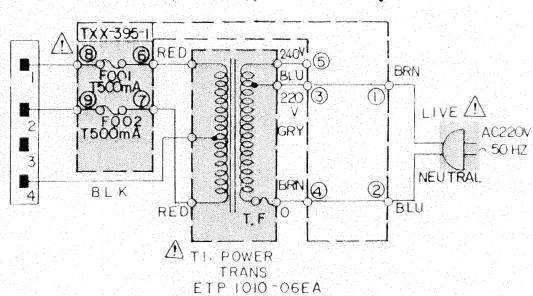 TXX-395-1
⑧ ⑥ RED 240V ⑤
1 F001 BLU BRN
T500mA 220 ③ ①
⑨ ⑦ V
2 F002 GRY LIVE
T500mA AC220V
3 ~50HZ
4 BRN ④ ② NEUTRAL
BLK
RED T.F 0 BLU
T1. POWER
TRANS
ETP 1010-06EA